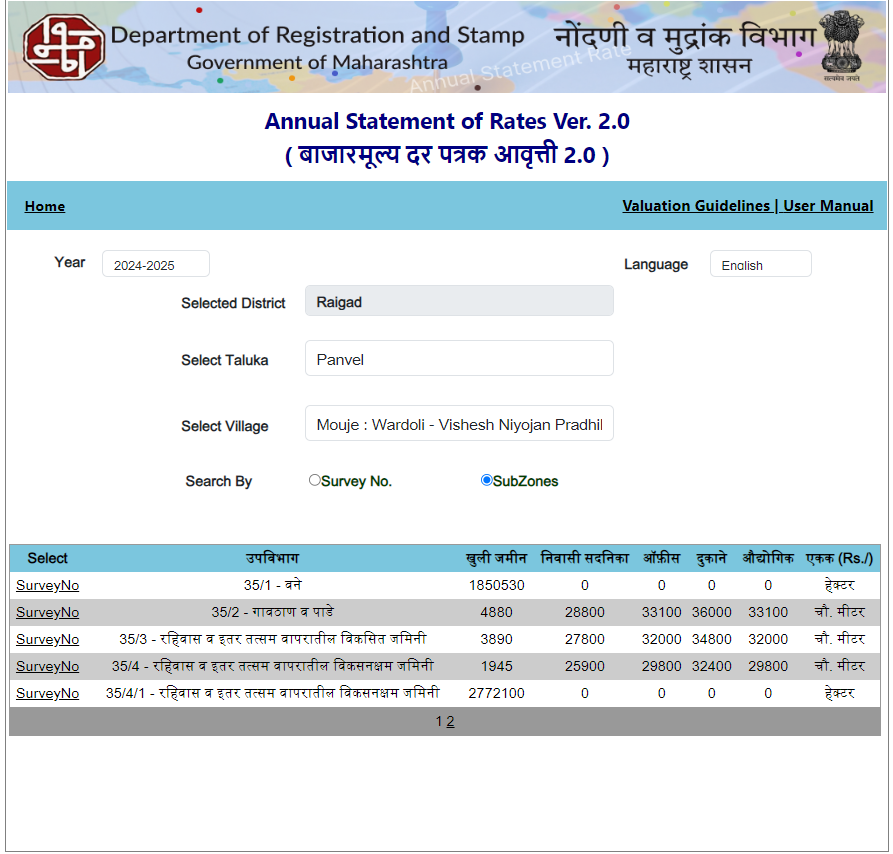 Department of Registration and Stamp
Government of Maharashtra
नोंदणी व मुद्रांक विभाग
महाराष्ट्र शासन
सत्यमेव जयते
Annual Statement Rate
Annual Statement of Rates Ver. 2.0
( बाजारमूल्य दर पत्रक आवृत्ती 2.0 )
Home Valuation Guidelines | User Manual
Year 2024-2025 Language English
Selected District Raigad
Select Taluka Panvel
Select Village Mouje : Wardoli - Vishesh Niyojan Pradhil
Search By Survey No. SubZones
Select उपविभाग खुली जमीन निवासी सदनिका ऑफ़ीस दुकाने औद्योगिक एकक (Rs./)
SurveyNo 35/1 - वने 1850530 0 0 0 0 हेक्टर
SurveyNo 35/2 - गावठाण व पाडे 4880 28800 33100 36000 33100 चौ. मीटर
SurveyNo 35/3 - रहिवास व इतर तत्सम वापरातील विकसित जमिनी 3890 27800 32000 34800 32000 चौ. मीटर
SurveyNo 35/4 - रहिवास व इतर तत्सम वापरातील विकसनक्षम जमिनी 1945 25900 29800 32400 29800 चौ. मीटर
SurveyNo 35/4/1 - रहिवास व इतर तत्सम वापरातील विकसनक्षम जमिनी 2772100 0 0 0 0 हेक्टर
1 2